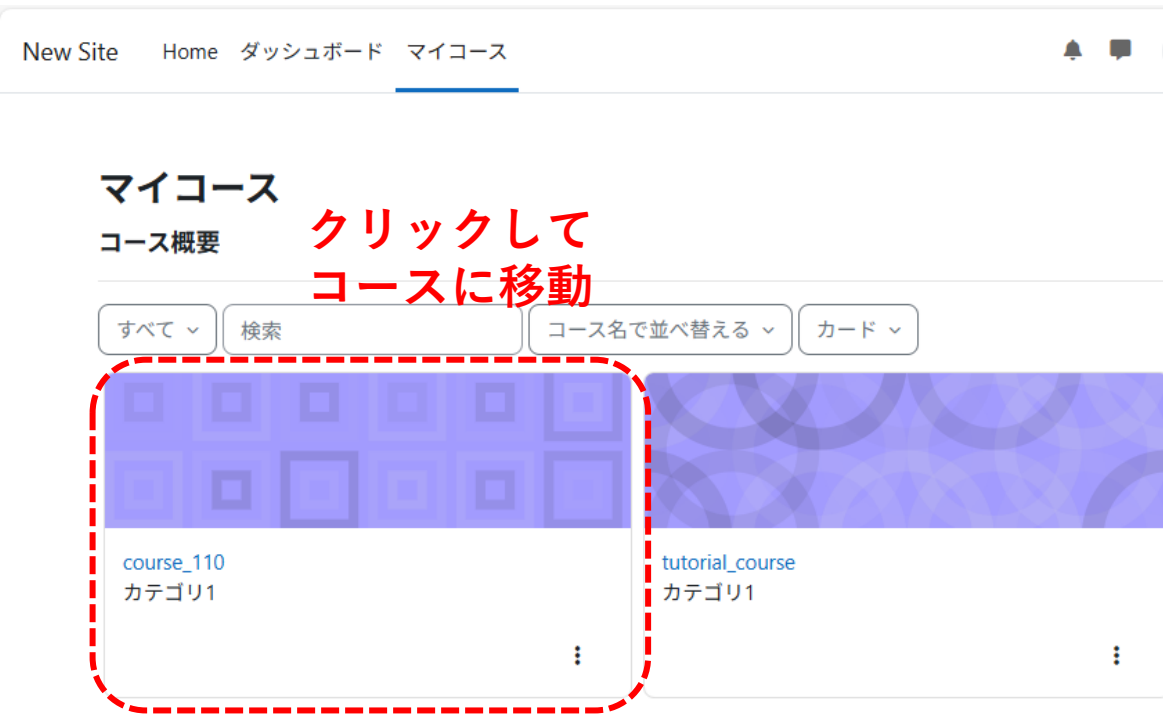 New Site Home ダッシュボード マイコース
マイコース
クリックして
コース概要
コースに移動
すべて 検索 コース名で並べ替える カード
course_110 tutorial_course
カテゴリ1 カテゴリ1